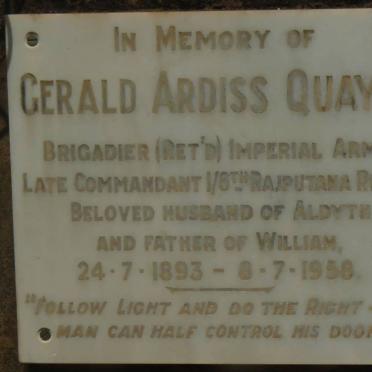 IN MEMORY OF
GERALD ARDISS QUAY
BRIGADIER (RET'D) IMPERIAL ARM
LATE COMMANDANT 1/6TH RAJPUTANA R
BELOVED HUSBAND OF ALDYTH
AND FATHER OF WILLIAM,
24·7·1893 – 8·7·1958.
"FOLLOW LIGHT AND DO THE RIGHT -
MAN CAN HALF CONTROL HIS DOO